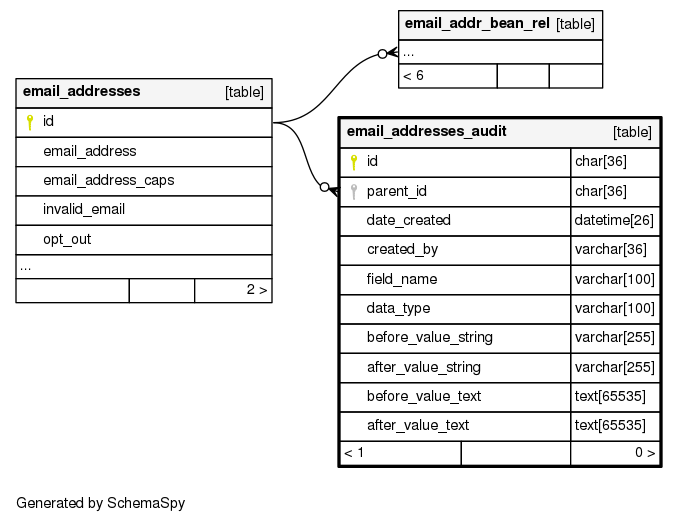 email_addr_bean_rel [table]
...
< 6
email_addresses [table]
id
email_address
email_address_caps
invalid_email
opt_out
...
2 >
email_addresses_audit [table]
id char[36]
parent_id char[36]
date_created datetime[26]
created_by varchar[36]
field_name varchar[100]
data_type varchar[100]
before_value_string varchar[255]
after_value_string varchar[255]
before_value_text text[65535]
after_value_text text[65535]
< 1 0 >
Generated by SchemaSpy